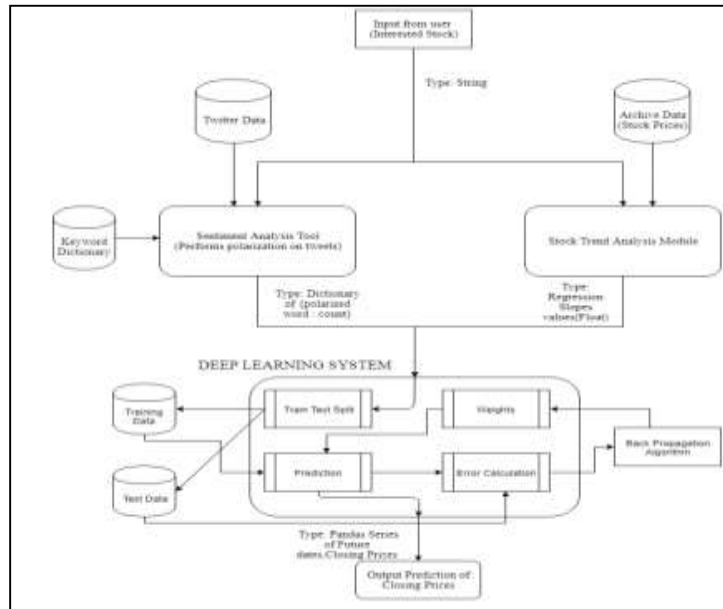 Input from user
(Interested Stock)
Type: String
Twitter Data
Archive Data
(Stock Prices)
Keyword
Dictionary
Sentiment Analysis Tool
(Performs polarization on tweets)
Stock Trend Analysis Module
Type: Dictionary
of (polarized
word : count)
Type:
Regression
Slopes
values(Float)
DEEP LEARNING SYSTEM
Training
Data
Train Test Split
Weights
Back Propagation
Algorithm
Prediction
Error Calculation
Test Data
Type: Pandas Series
of Future
dates,Closing Prices
Output Prediction of
Closing Prices